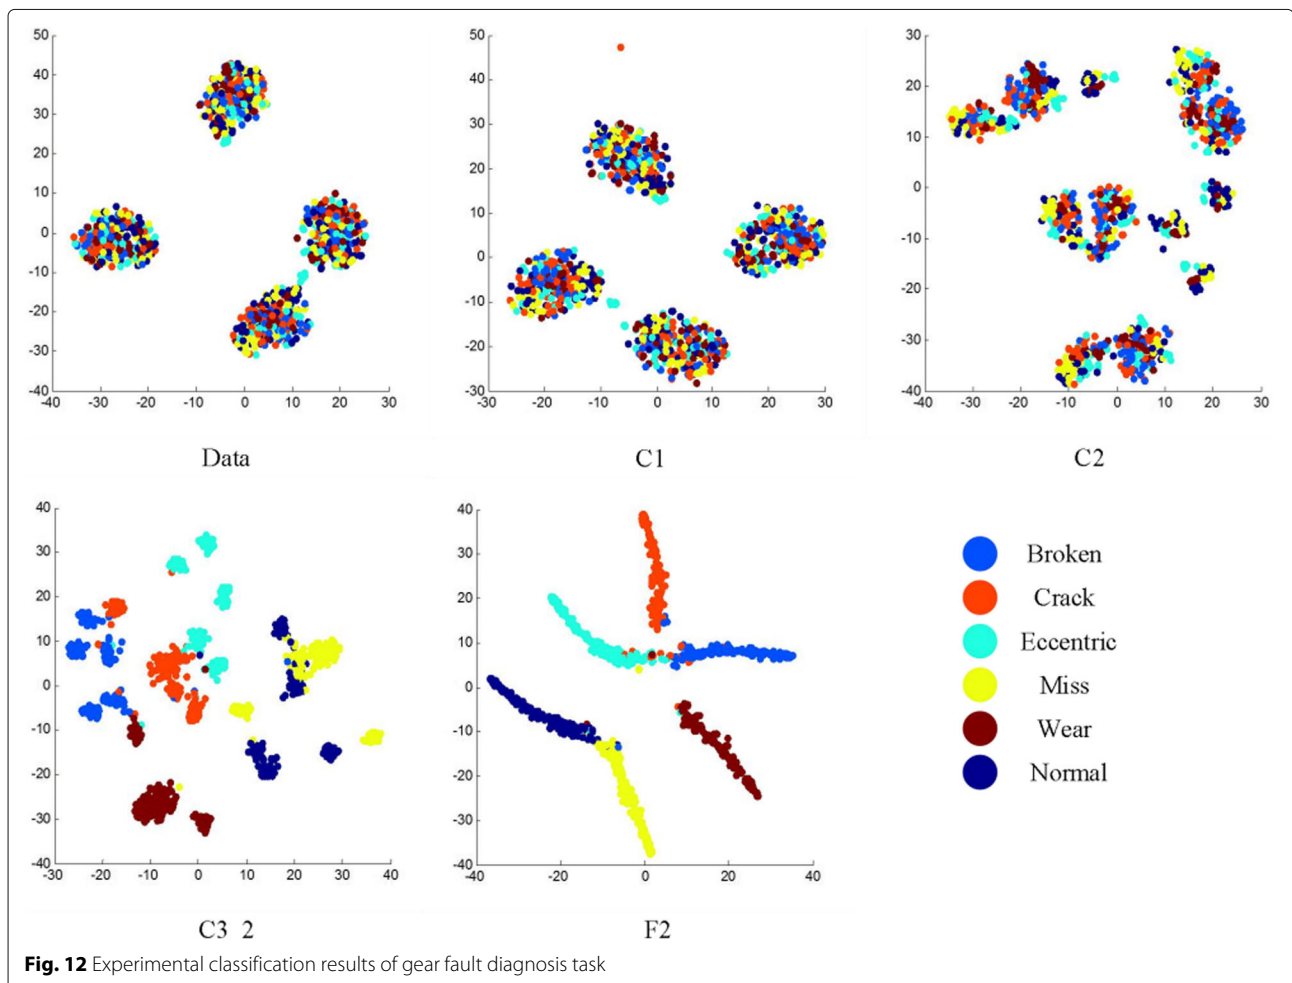 50
40
30
20
10
0
-10
-20
-30
-40
-40 -30 -20 -10 0 10 20 30
Data
50
40
30
20
10
0
-10
-20
-30
-30 -20 -10 0 10 20 30
C1
30
20
10
0
-10
-20
-30
-40
-40 -30 -20 -10 0 10 20 30
C2
40
30
20
10
0
-10
-20
-30
-40
-30 -20 -10 0 10 20 30 40
C3 2
40
30
20
10
0
-10
-20
-30
-40
-40 -20 0 20 40
F2
Broken
Crack
Eccentric
Miss
Wear
Normal
Fig. 12 Experimental classification results of gear fault diagnosis task